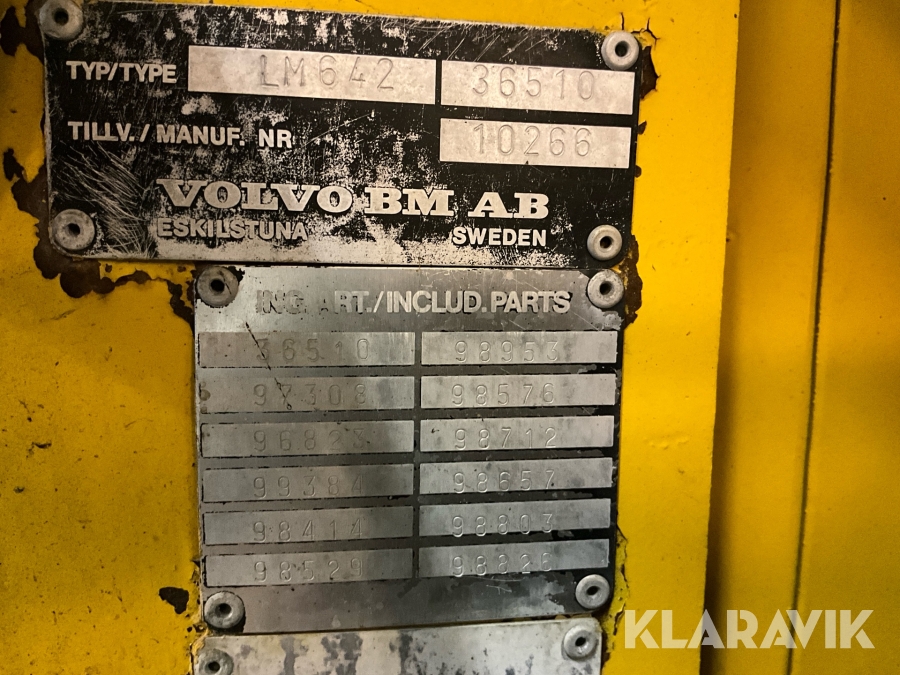 TYP/TYPE LM642 36510
TILLV./MANUF. NR 10266
VOLVO BM AB
ESKILSTUNA SWEDEN
ING. ART./INCLUD. PARTS
36510 98953
97308 98576
96823 98712
99384 98657
98414 98803
98529
KLARAVIK